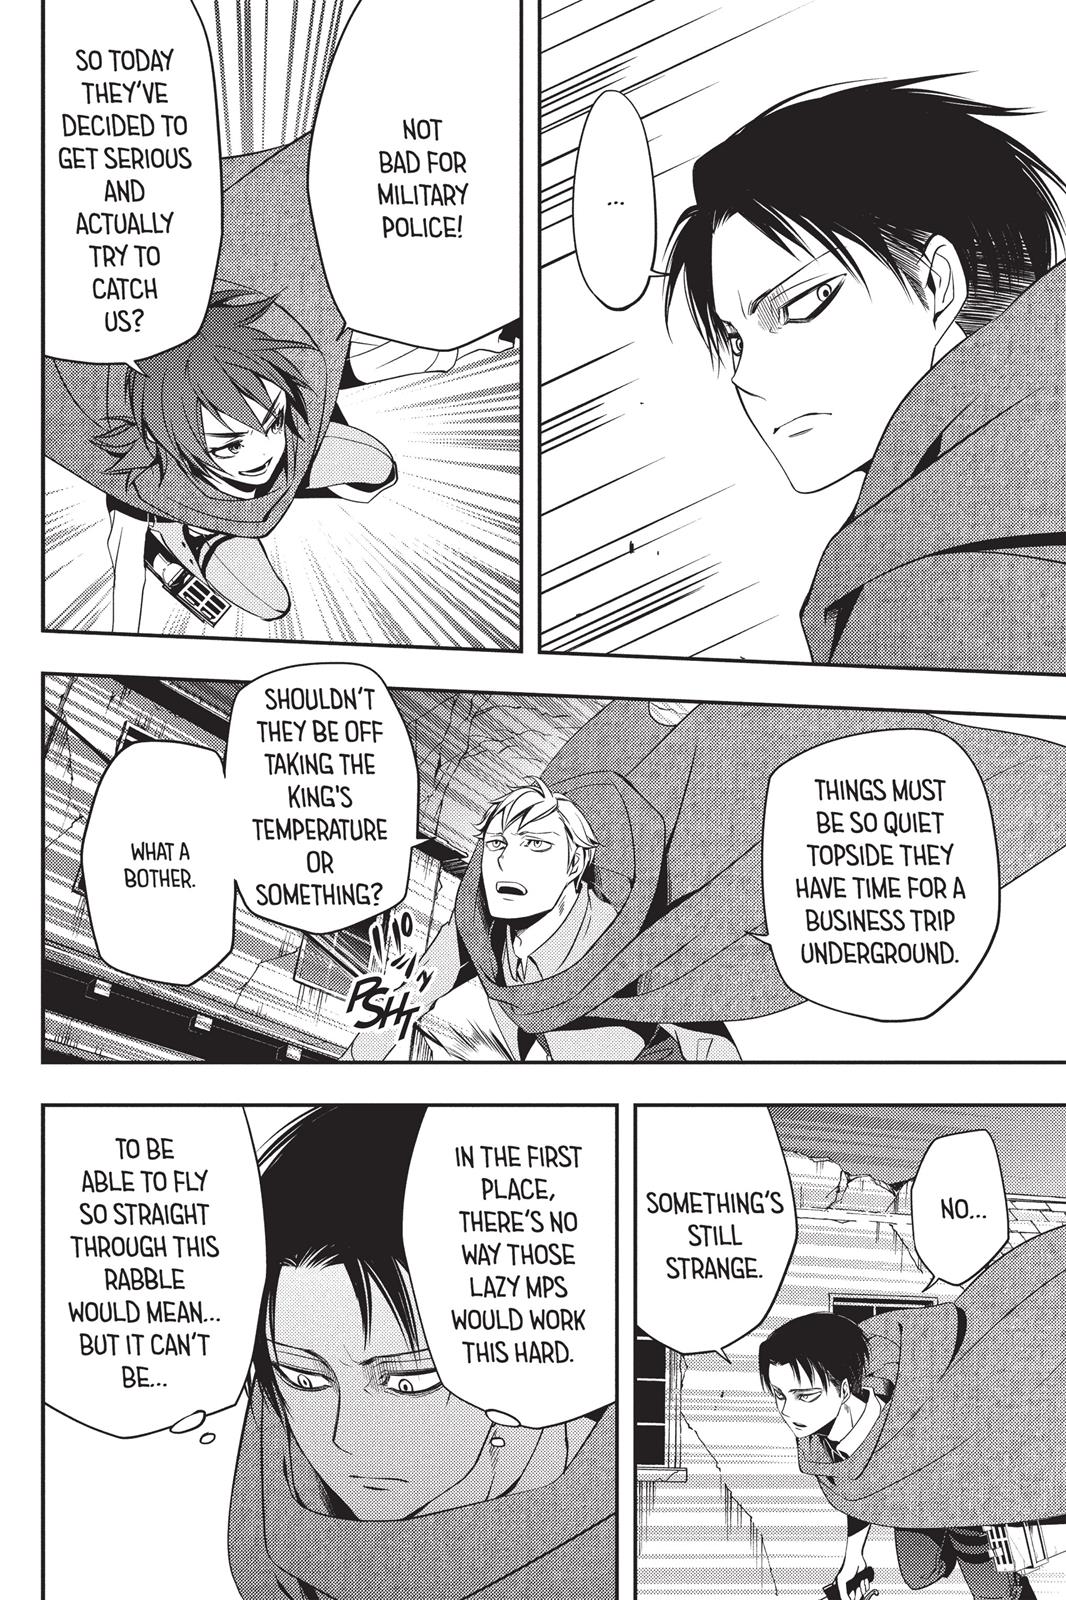 ...
NOT
BAD FOR
MILITARY
POLICE!
SO TODAY
THEY'VE
DECIDED TO
GET SERIOUS
AND
ACTUALLY
TRY TO
CATCH
US?
THINGS MUST
BE SO QUIET
TOPSIDE THEY
HAVE TIME FOR A
BUSINESS TRIP
UNDERGROUND.
SHOULDN'T
THEY BE OFF
TAKING THE
KING'S
TEMPERATURE
OR
SOMETHING?
PSHT
WHAT A
BOTHER.
NO...
SOMETHING'S
STILL
STRANGE.
IN THE FIRST
PLACE,
THERE'S NO
WAY THOSE
LAZY MPS
WOULD WORK
THIS HARD.
TO BE
ABLE TO FLY
SO STRAIGHT
THROUGH THIS
RABBLE
WOULD MEAN...
BUT IT CAN'T
BE...